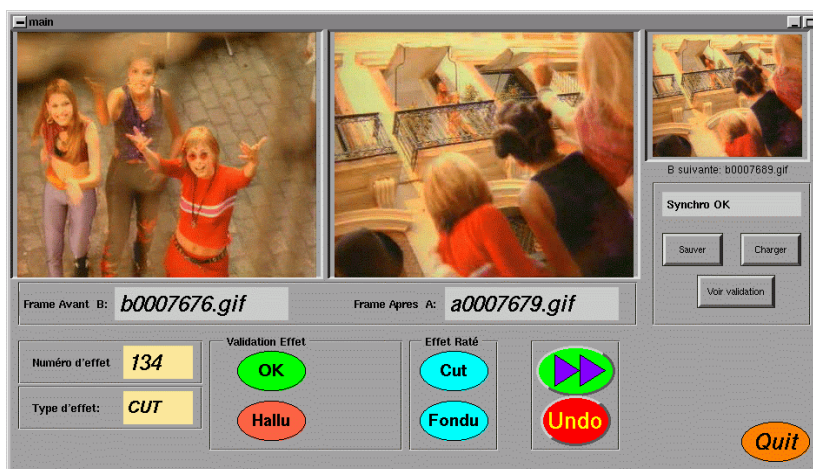 main
B suivante: b0007689.gif
Synchro OK
Sauver
Charger
Voir validation
Frame Avant B:
b0007676.gif
Frame Apres A:
a0007679.gif
Numéro d'effet
134
Type d'effet:
CUT
Validation Effet
OK
Hallu
Effet Raté
Cut
Fondu
Undo
Quit